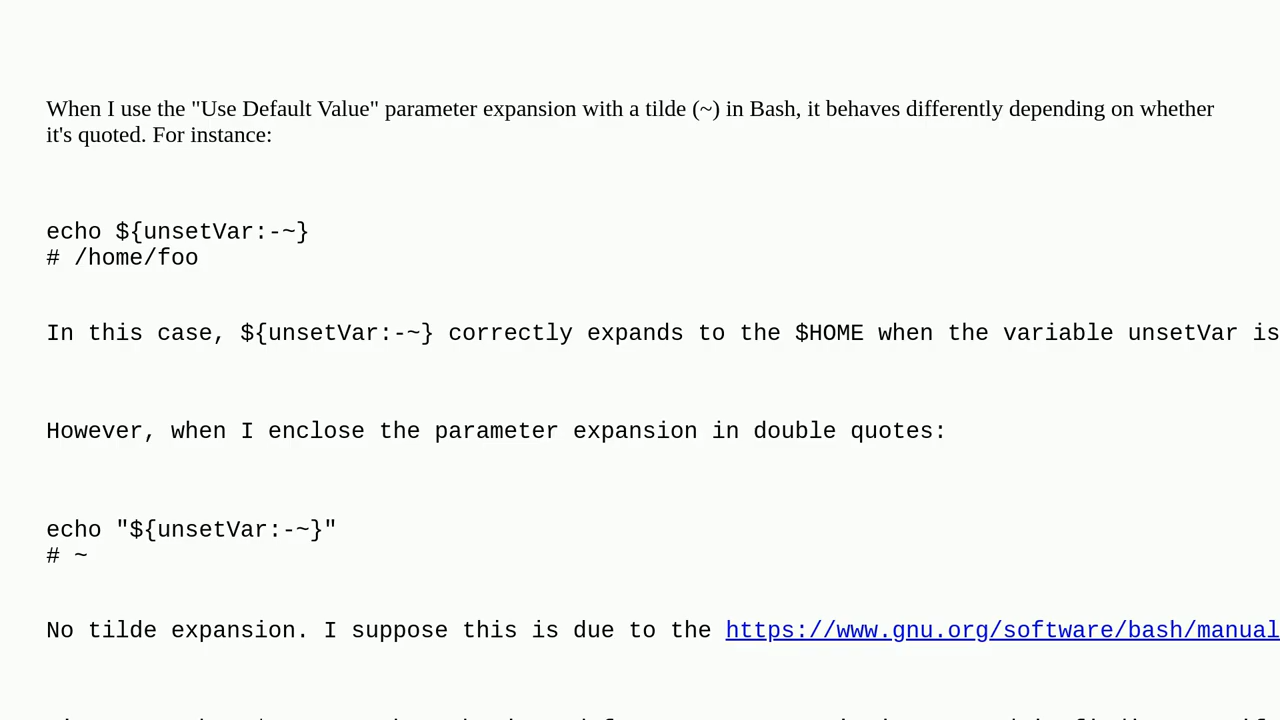 When I use the "Use Default Value" parameter expansion with a tilde (~) in Bash, it behaves differently depending on whether
it's quoted. For instance:
echo ${unsetVar:-~}
# /home/foo
In this case, ${unsetVar:-~} correctly expands to the $HOME when the variable unsetVar is
However, when I enclose the parameter expansion in double quotes:
echo "${unsetVar:-~}"
# ~
No tilde expansion. I suppose this is due to the https://www.gnu.org/software/bash/manual